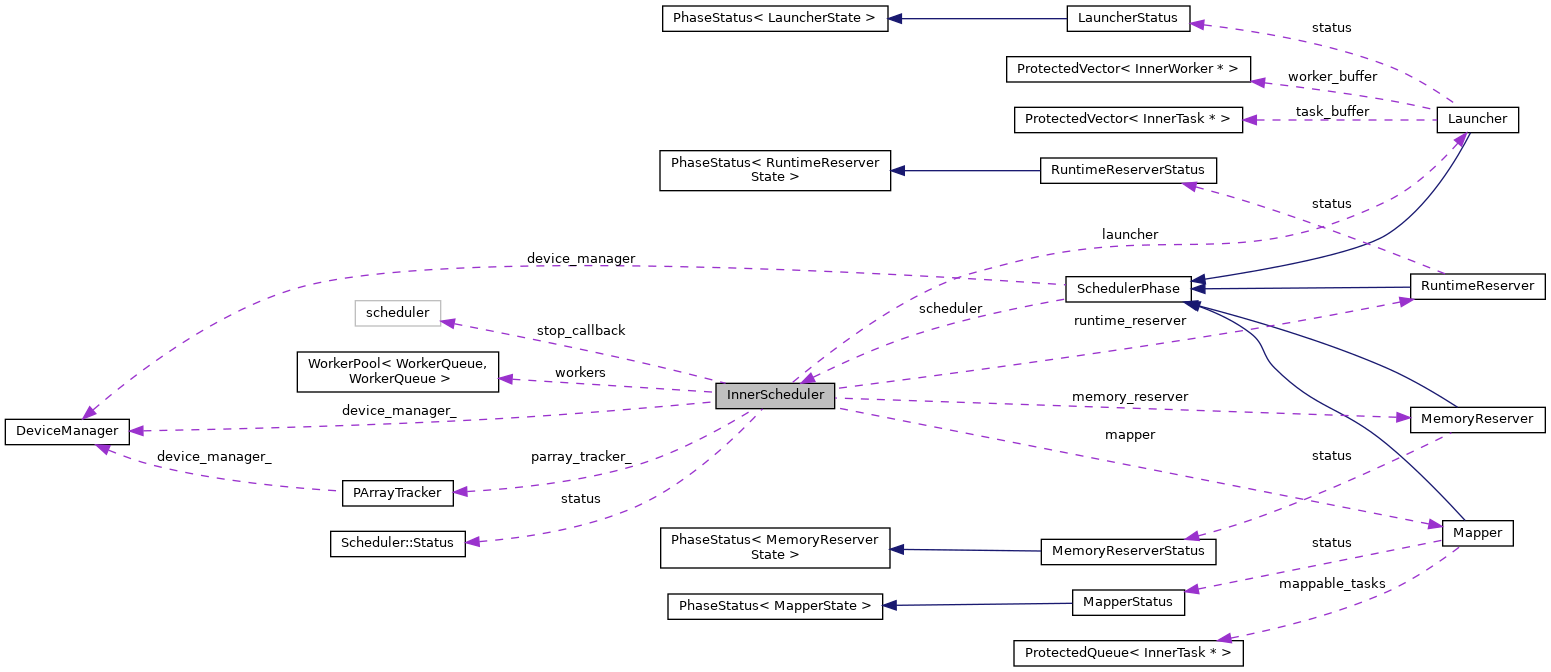 PhaseStatus< LauncherState >
LauncherStatus
status
ProtectedVector< InnerWorker * >
worker_buffer
ProtectedVector< InnerTask * >
task_buffer
Launcher
PhaseStatus< RuntimeReserver
State >
RuntimeReserverStatus
status
launcher
device_manager
SchedulerPhase
RuntimeReserver
scheduler
scheduler
stop_callback
runtime_reserver
WorkerPool< WorkerQueue,
WorkerQueue >
workers
InnerScheduler
memory_reserver
DeviceManager
device_manager_
MemoryReserver
mapper
device_manager_
parray_tracker_
status
PArrayTracker
status
Scheduler::Status
PhaseStatus< MemoryReserver
State >
MemoryReserverStatus
status
Mapper
mappable_tasks
PhaseStatus< MapperState >
MapperStatus
ProtectedQueue< InnerTask * >